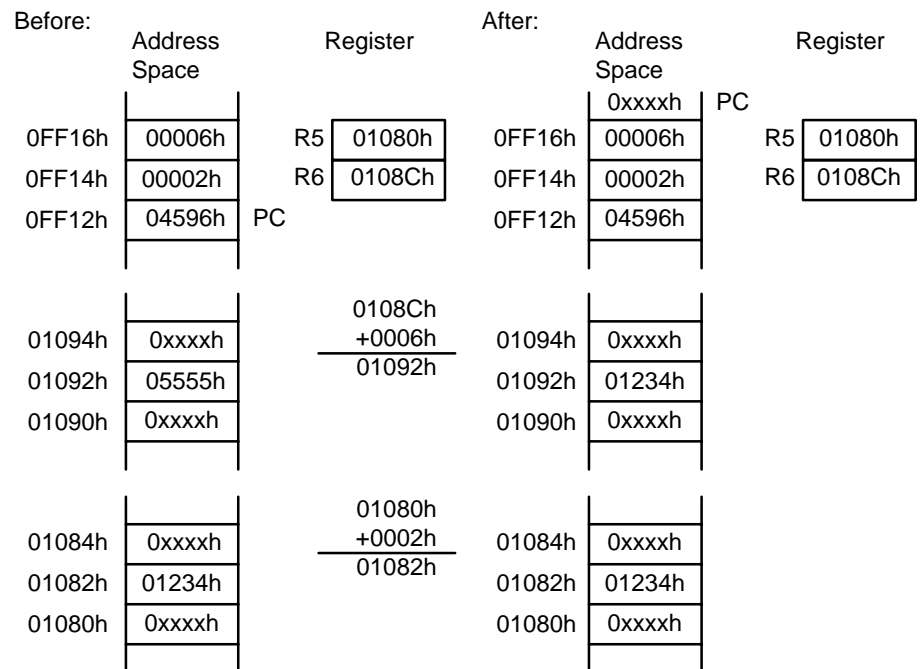 Before:
After:
Address Space
Register
Address Space
Register
0xxxxh PC
0FF16h 00006h R5 01080h 0FF16h 00006h R5 01080h
0FF14h 00002h R6 0108Ch 0FF14h 00002h R6 0108Ch
0FF12h 04596h PC 0FF12h 04596h
0108Ch
01094h 0xxxxh +0006h 01094h 0xxxxh
01092h
01092h 05555h 01092h 01234h
01090h 0xxxxh 01090h 0xxxxh
01080h
01084h 0xxxxh +0002h 01084h 0xxxxh
01082h
01082h 01234h 01082h 01234h
01080h 0xxxxh 01080h 0xxxxh